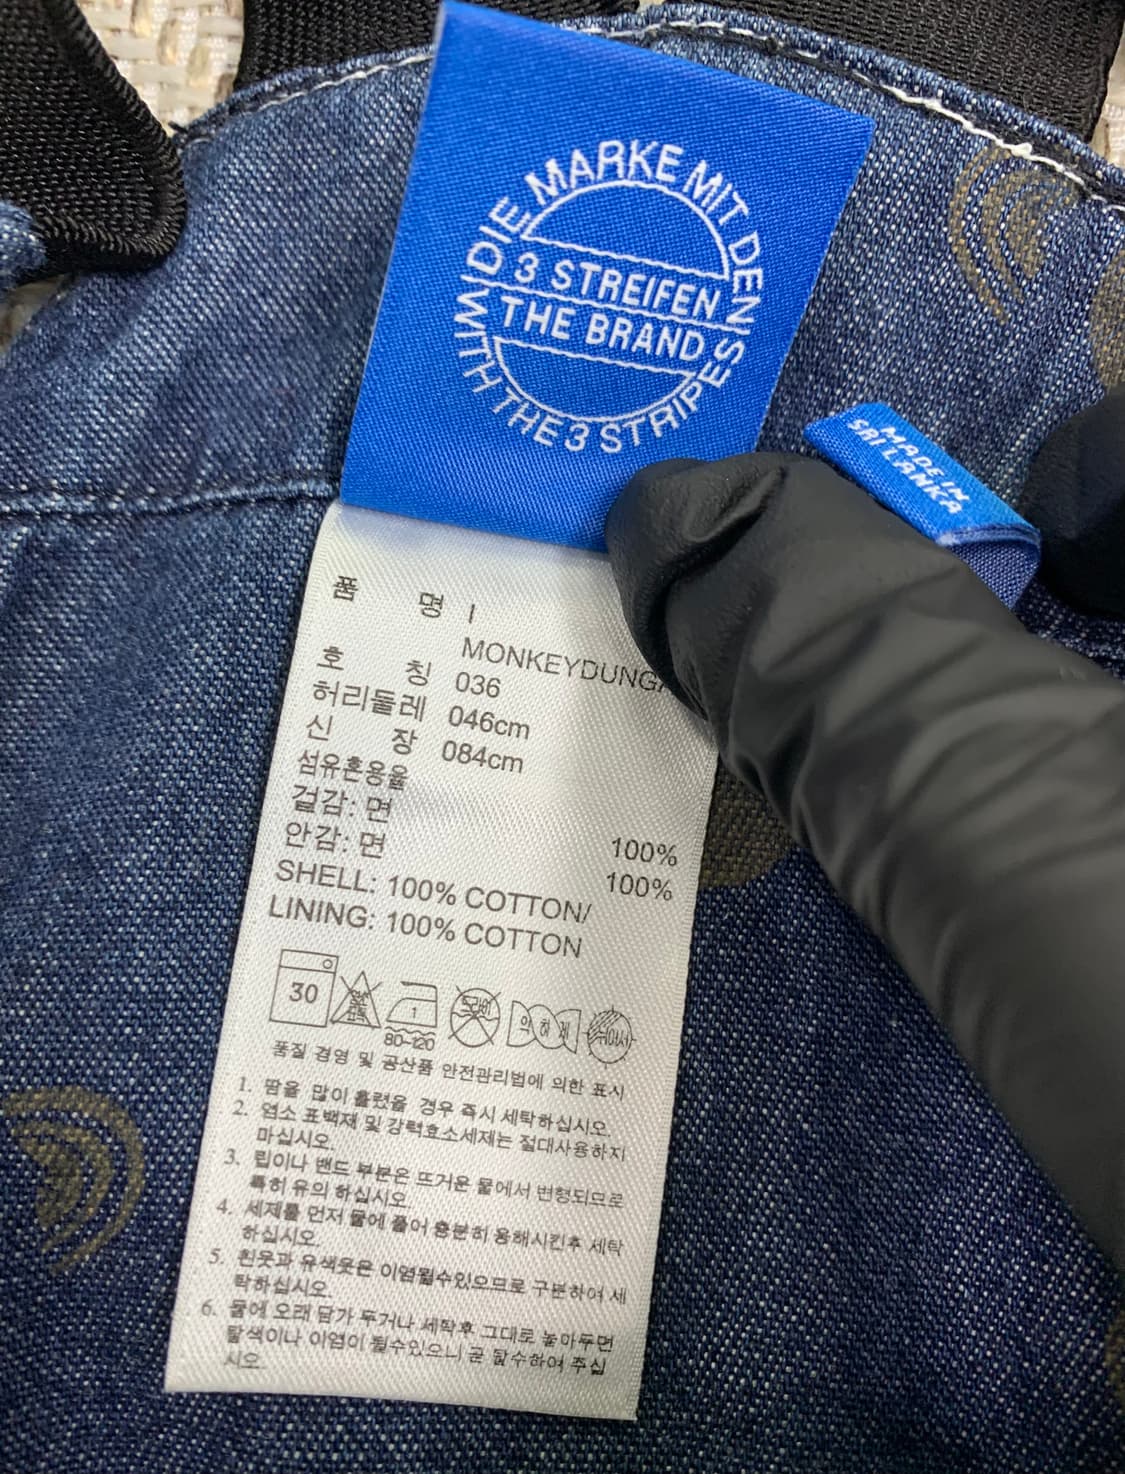 DIE MARKE MIT DEN
3 STREIFEN
THE BRAND
WITH THE 3 STRIPES
MADE IN
SRI LANKA
품 명 I
MONKEYDUNGA
호 칭 036
허리둘레 046cm
신 장 084cm
섬유혼용율
겉감: 면 100%
안감: 면 100%
SHELL: 100% COTTON/
LINING: 100% COTTON
30
1
80~120
약하게
품질 경영 및 공산품 안전관리법에 의한 표시
1. 땀을 많이 흘렸을 경우 즉시 세탁하십시오.
2. 염소 표백재 및 강력효소세재는 절대사용하지
마십시오.
3. 립이나 밴드 부분은 뜨거운 물에서 변형되므로
특히 유의 하십시오.
4. 세제를 먼저 물에 풀어 충분히 용해시킨후 세탁
하십시오.
5. 흰옷과 유색옷은 이염될수있으므로 구분하여 세
탁하십시오.
6. 물에 오래 담가 두거나 세탁후 그대로 놓아두면
탈색이나 이염이 될수있으니 곧 탈수하여 주십
시오.